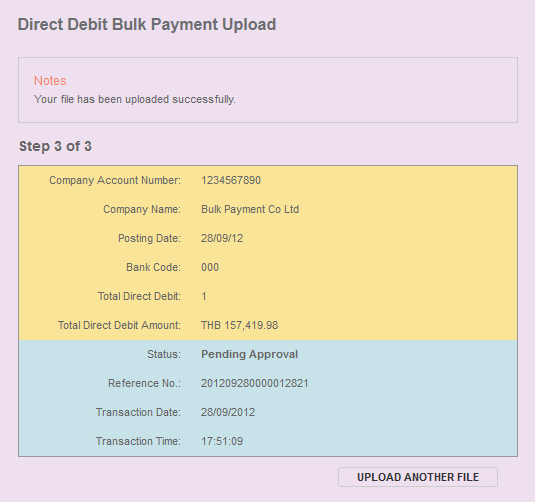 Direct Debit Bulk Payment Upload
Notes
Your file has been uploaded successfully.
Step 3 of 3
Company Account Number: 1234567890
Company Name: Bulk Payment Co Ltd
Posting Date: 28/09/12
Bank Code: 000
Total Direct Debit: 1
Total Direct Debit Amount: THB 157,419.98
Status: Pending Approval
Reference No.: 201209280000012821
Transaction Date: 28/09/2012
Transaction Time: 17:51:09
UPLOAD ANOTHER FILE